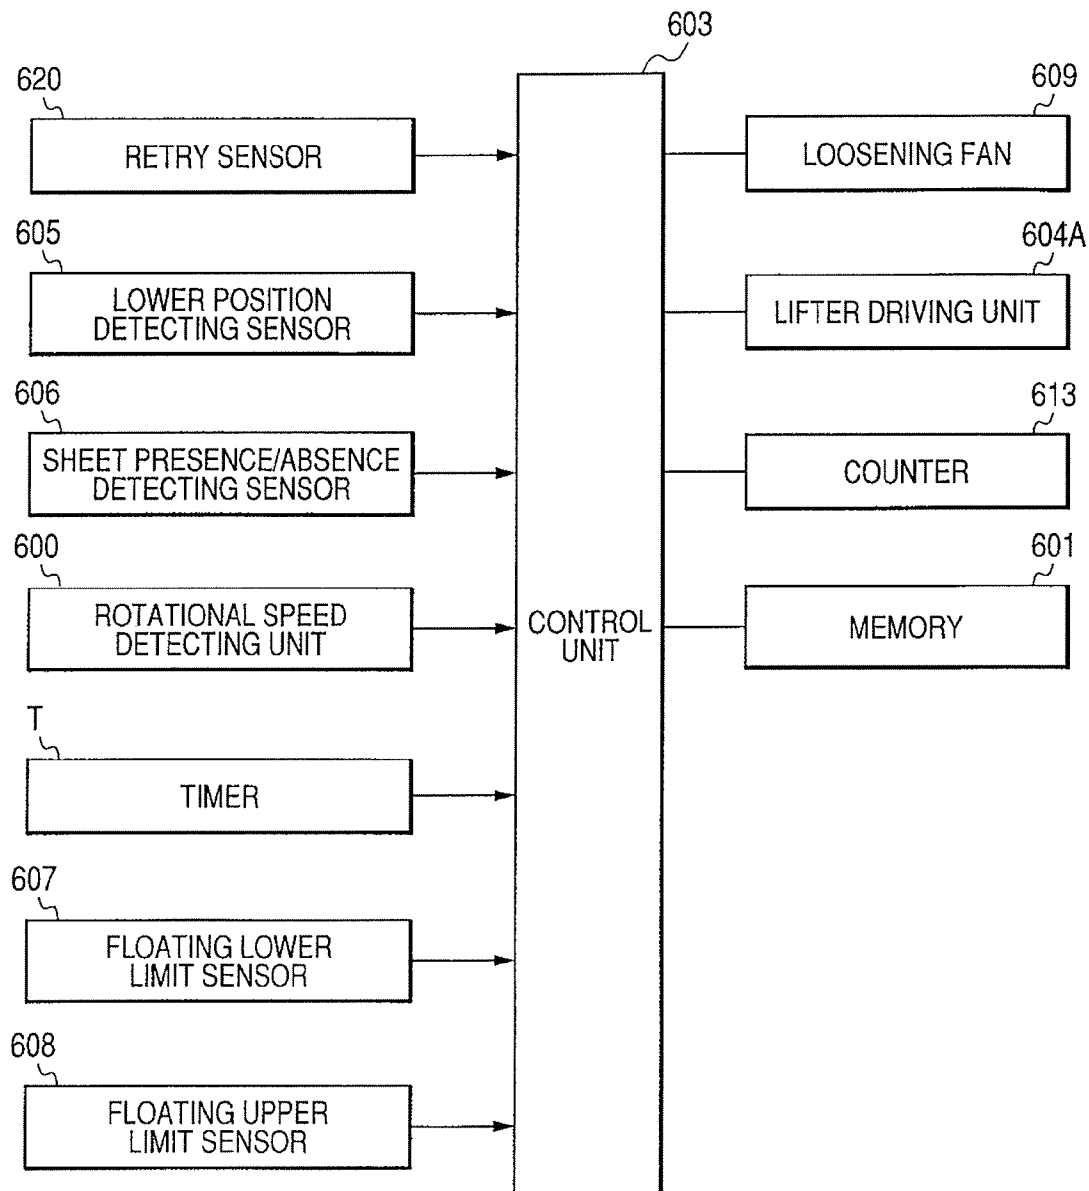 603
620
RETRY SENSOR
605
LOWER POSITION
DETECTING SENSOR
606
SHEET PRESENCE/ABSENCE
DETECTING SENSOR
600
ROTATIONAL SPEED
DETECTING UNIT
T
TIMER
607
FLOATING LOWER
LIMIT SENSOR
608
FLOATING UPPER
LIMIT SENSOR
CONTROL
UNIT
609
LOOSENING FAN
604A
LIFTER DRIVING UNIT
613
COUNTER
601
MEMORY